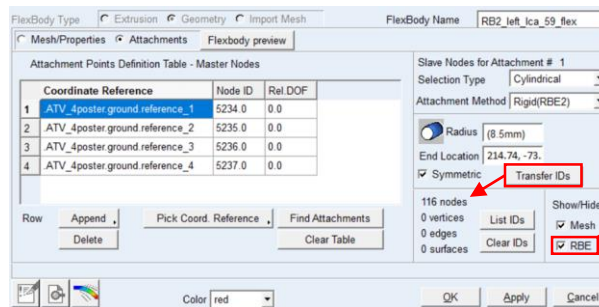 FlexBody Type Extrusion Geometry Import Mesh FlexBody Name RB2_left_lca_59_flex
Mesh/Properties Attachments Flexbody preview
Attachment Points Definition Table - Master Nodes
Coordinate Reference Node ID Rel.DOF
1 .ATV_4poster.ground.reference_1 5234.0 0.0
2 .ATV_4poster.ground.reference_2 5235.0 0.0
3 .ATV_4poster.ground.reference_3 5236.0 0.0
4 .ATV_4poster.ground.reference_4 5237.0 0.0
Row Append Pick Coord. Reference Find Attachments
Delete Clear Table
Slave Nodes for Attachment # 1
Selection Type Cylindrical
Attachment Method Rigid(RBE2)
Radius (8.5mm)
End Location 214.74, -73.
Symmetric Transfer IDs
116 nodes
0 vertices
0 edges
0 surfaces
List IDs
Clear IDs
Show/Hide
Mesh
RBE
Color red
OK Apply Cancel